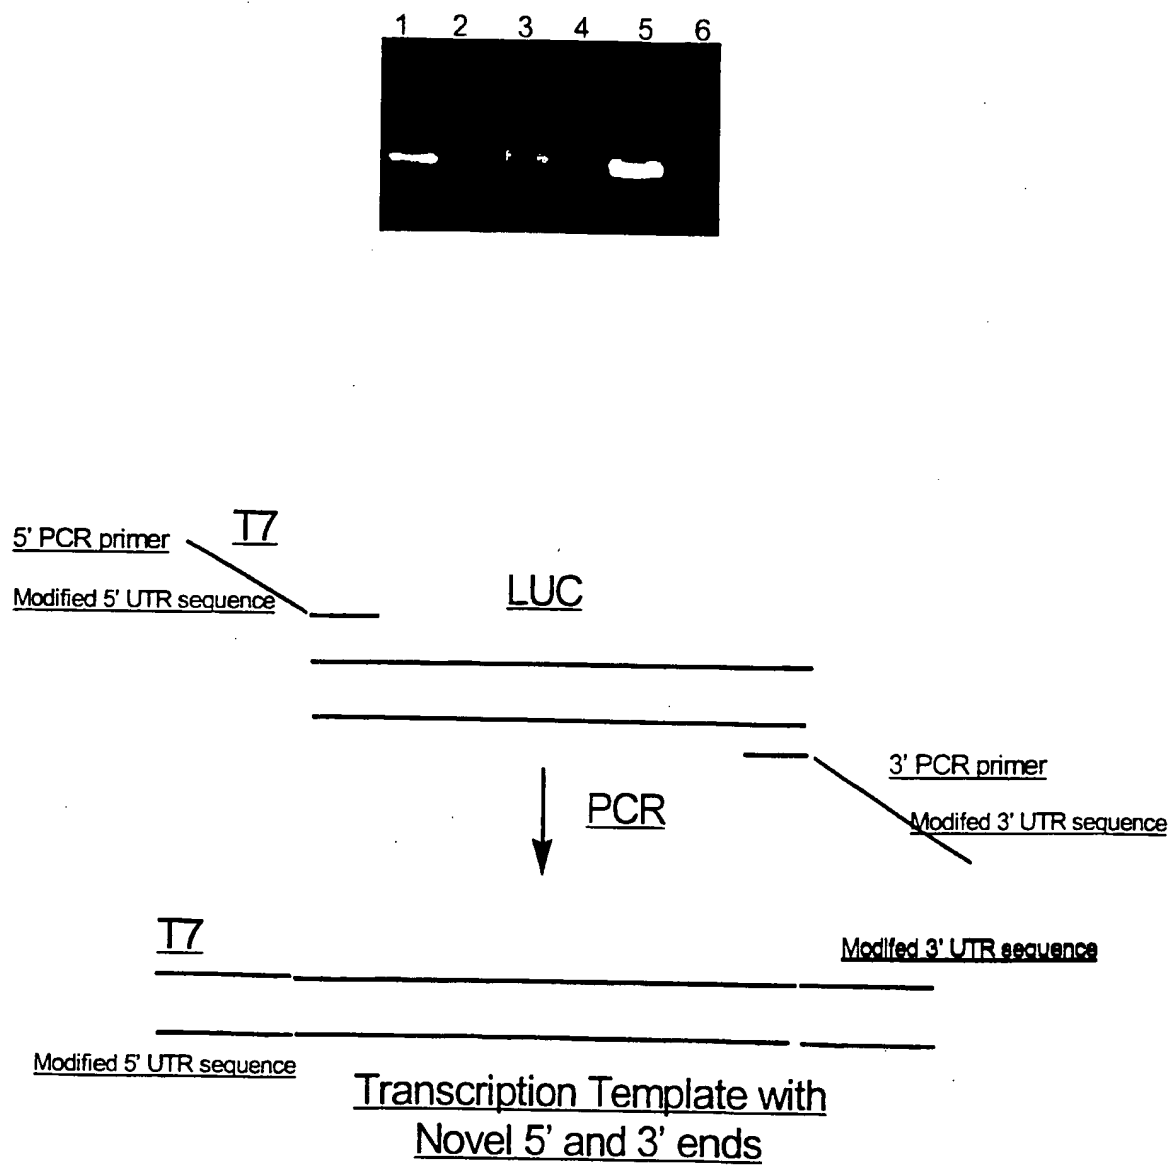 1 2 3 4 5 6
T7
5' PCR primer
Modified 5' UTR sequence
LUC
3' PCR primer
Modifed 3' UTR sequence
PCR
T7
Modifed 3' UTR sequence
Modified 5' UTR sequence
Transcription Template with
Novel 5' and 3' ends